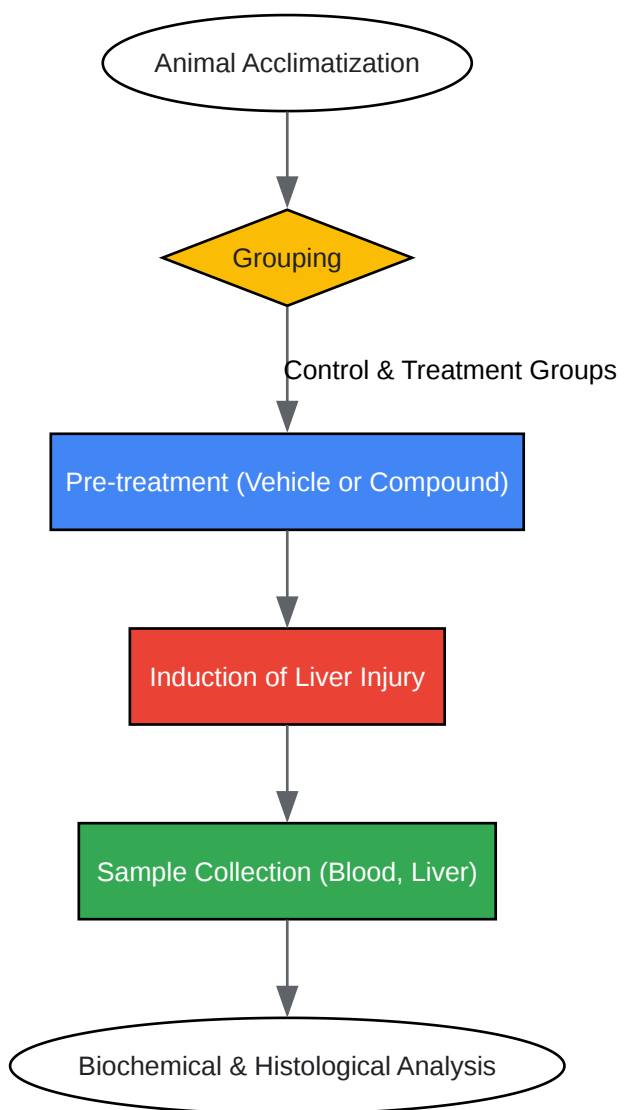 Animal Acclimatization
Grouping
Control & Treatment Groups
Pre-treatment (Vehicle or Compound)
Induction of Liver Injury
Sample Collection (Blood, Liver)
Biochemical & Histological Analysis